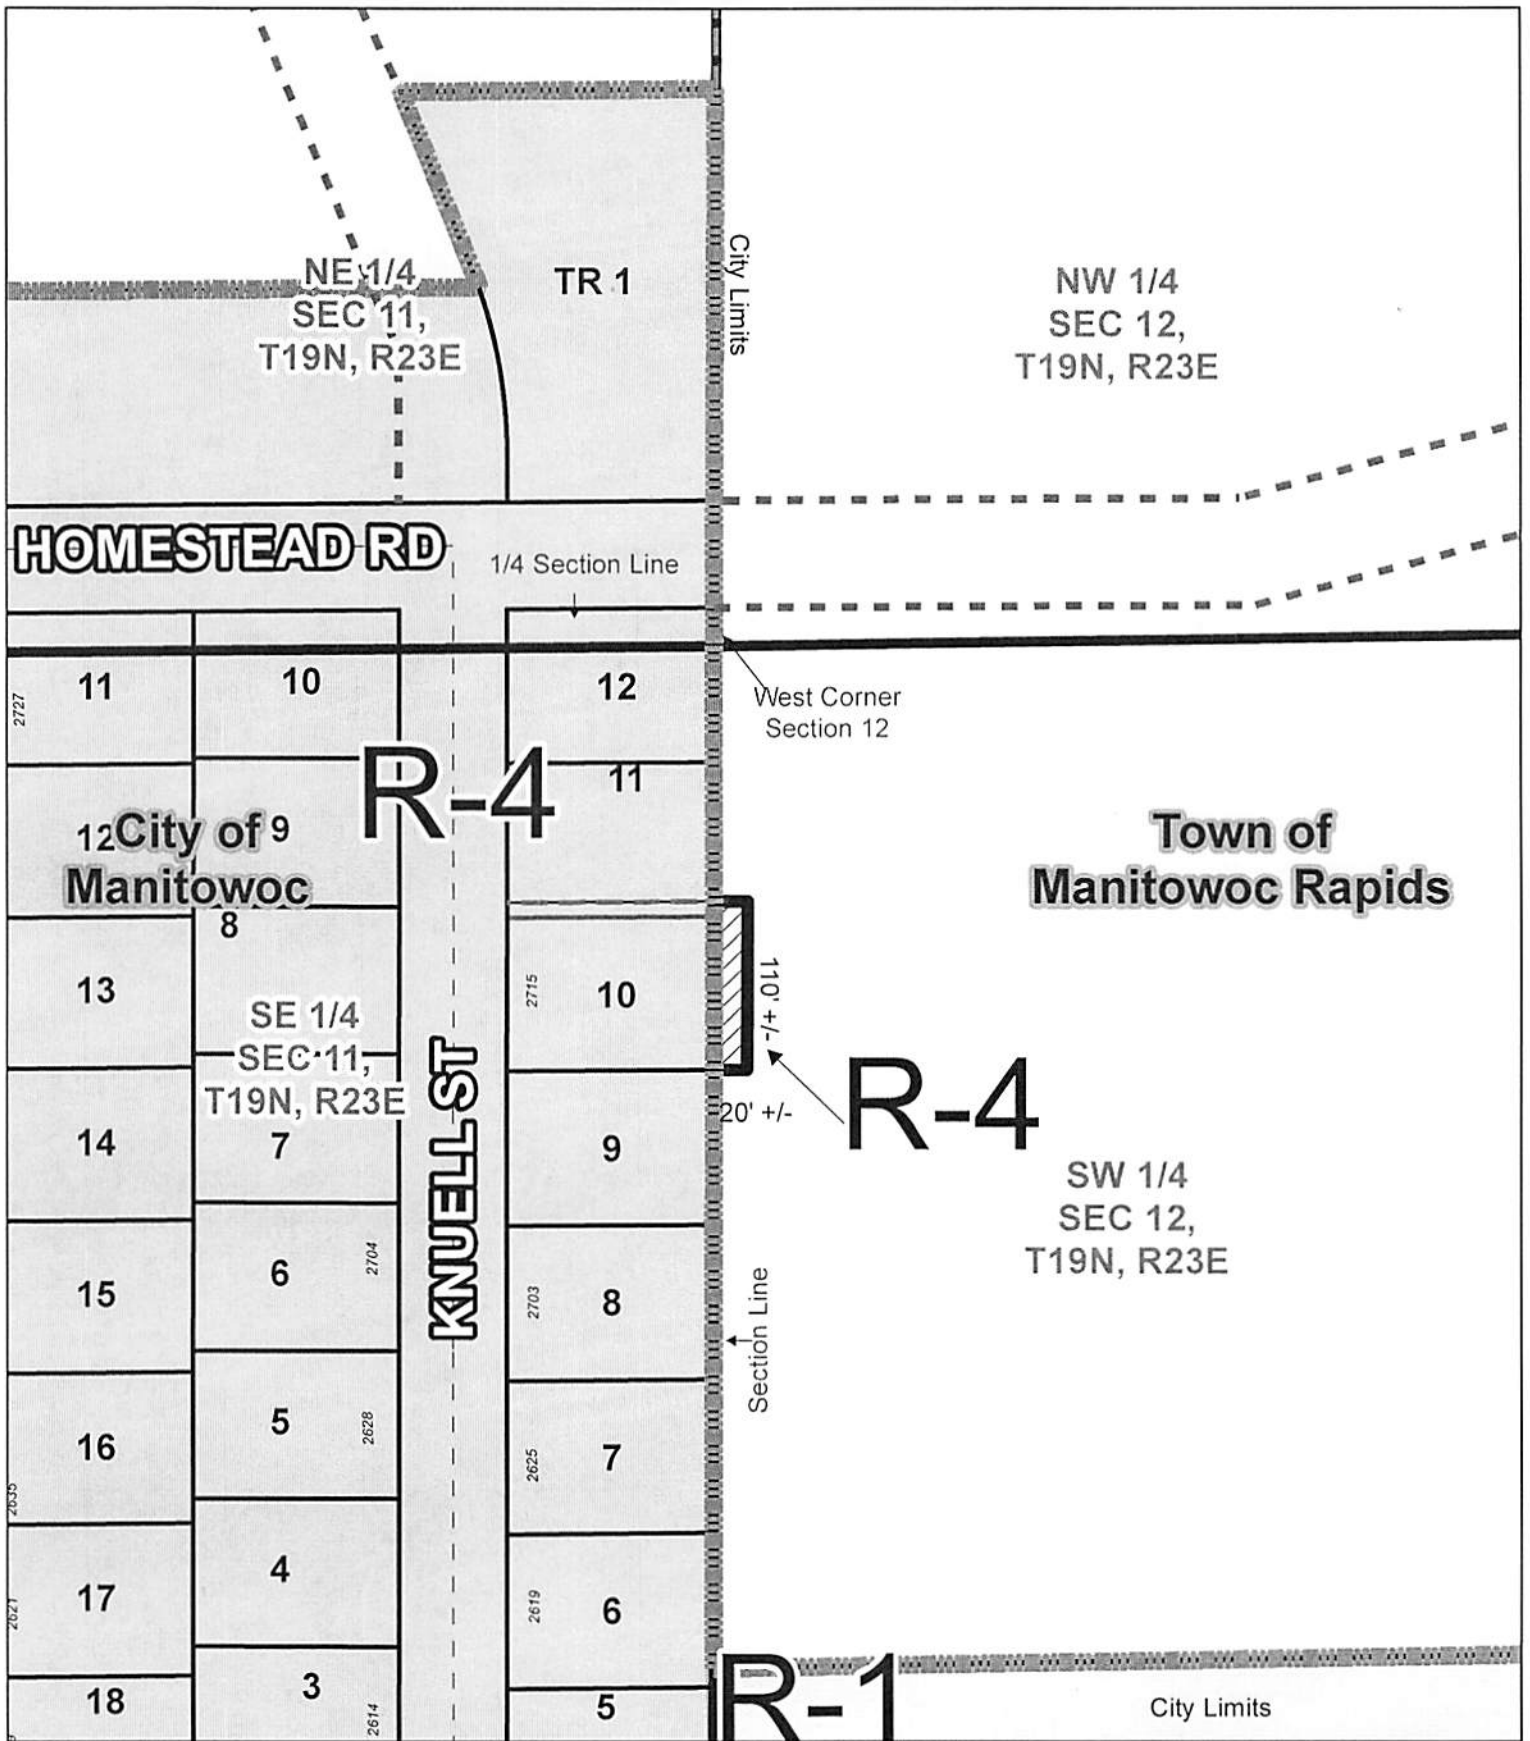 NE 1/4
SEC 11,
T19N, R23E
TR 1
City Limits
NW 1/4
SEC 12,
T19N, R23E
HOMESTEAD RD
1/4 Section Line
11
10
12
2727
West Corner
Section 12
R-4
11
12
City of
Manitowoc
9
Town of
Manitowoc Rapids
8
13
2715
10
110' +/-
SE 1/4
SEC 11,
T19N, R23E
KNUELL ST
20' +/-
R-4
14
7
9
SW 1/4
SEC 12,
T19N, R23E
15
6
2704
2703
8
Section Line
16
5
2628
2625
7
2635
17
4
2619
6
2621
18
3
2614
5
R-1
City Limits